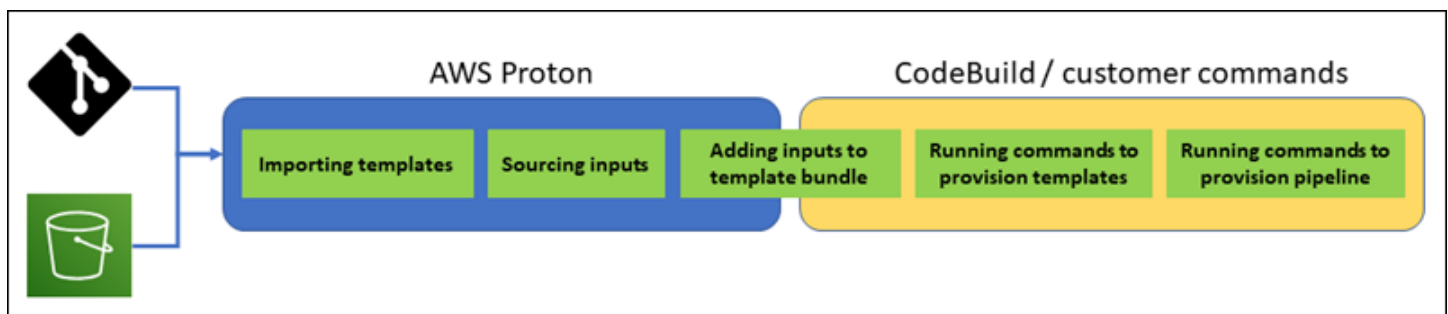 AWS Proton
CodeBuild / customer commands
Importing templates
Sourcing inputs
Adding inputs to
template bundle
Running commands to
provision templates
Running commands to
provision pipeline